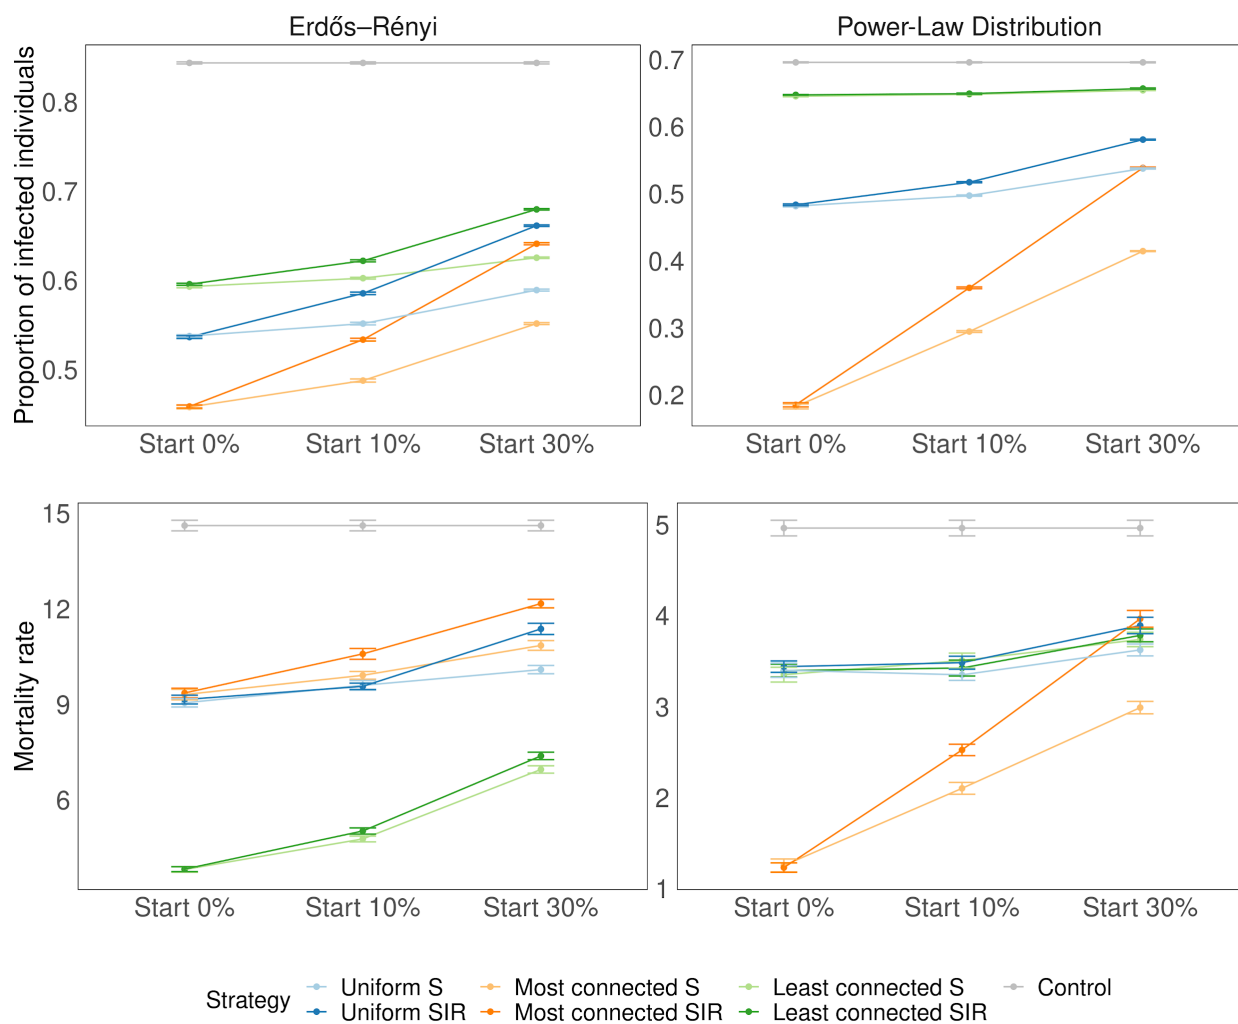 Erdős–Rényi
Power-Law Distribution
Proportion of infected individuals
0.8
0.7
0.6
0.5
Start 0% Start 10% Start 30%
0.7
0.6
0.5
0.4
0.3
0.2
Start 0% Start 10% Start 30%
Mortality rate
15
12
9
6
Start 0% Start 10% Start 30%
5
4
3
2
1
Start 0% Start 10% Start 30%
Strategy
Uniform S Most connected S Least connected S Control
Uniform SIR Most connected SIR Least connected SIR